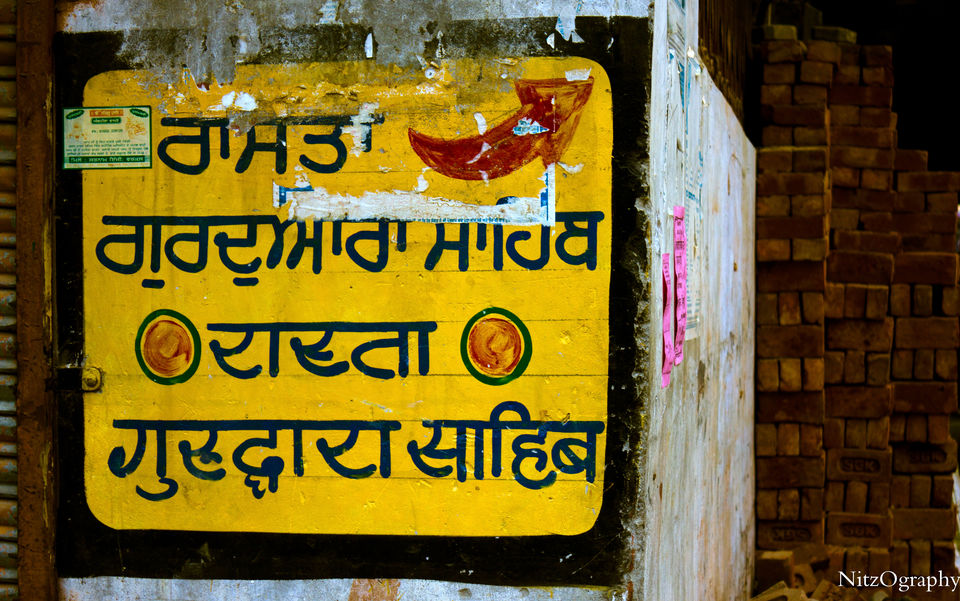 ਰਾਸਤਾ
ਗੁਰਦੁਆਰਾ ਸਾਹਿਬ
रास्ता
गुरुद्वारा साहिब
NitzOgraphy